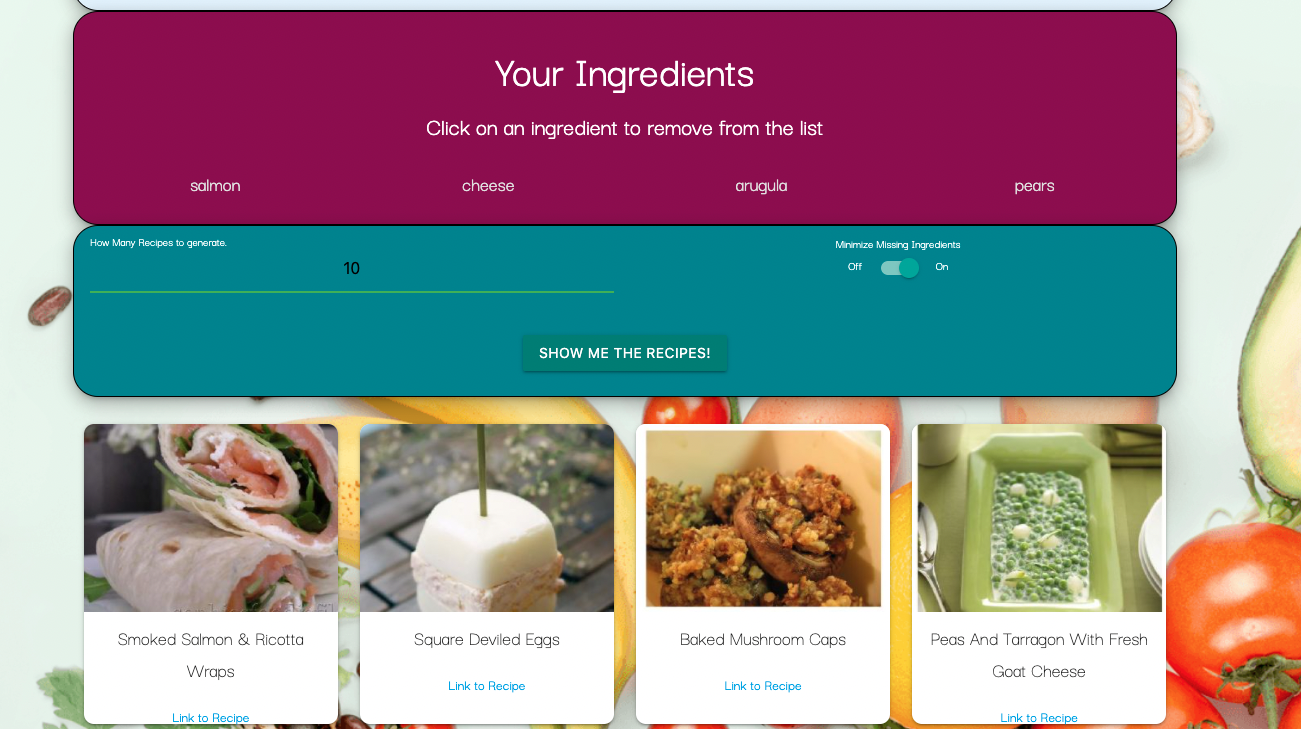 Your Ingredients
Click on an ingredient to remove from the list
salmon cheese arugula pears
How Many Recipes to generate.
10
Minimize Missing Ingredients
Off On
SHOW ME THE RECIPES!
Smoked Salmon & Ricotta
Wraps
Link to Recipe
Square Deviled Eggs
Link to Recipe
Baked Mushroom Caps
Link to Recipe
Peas And Tarragon With Fresh
Goat Cheese
Link to Recipe